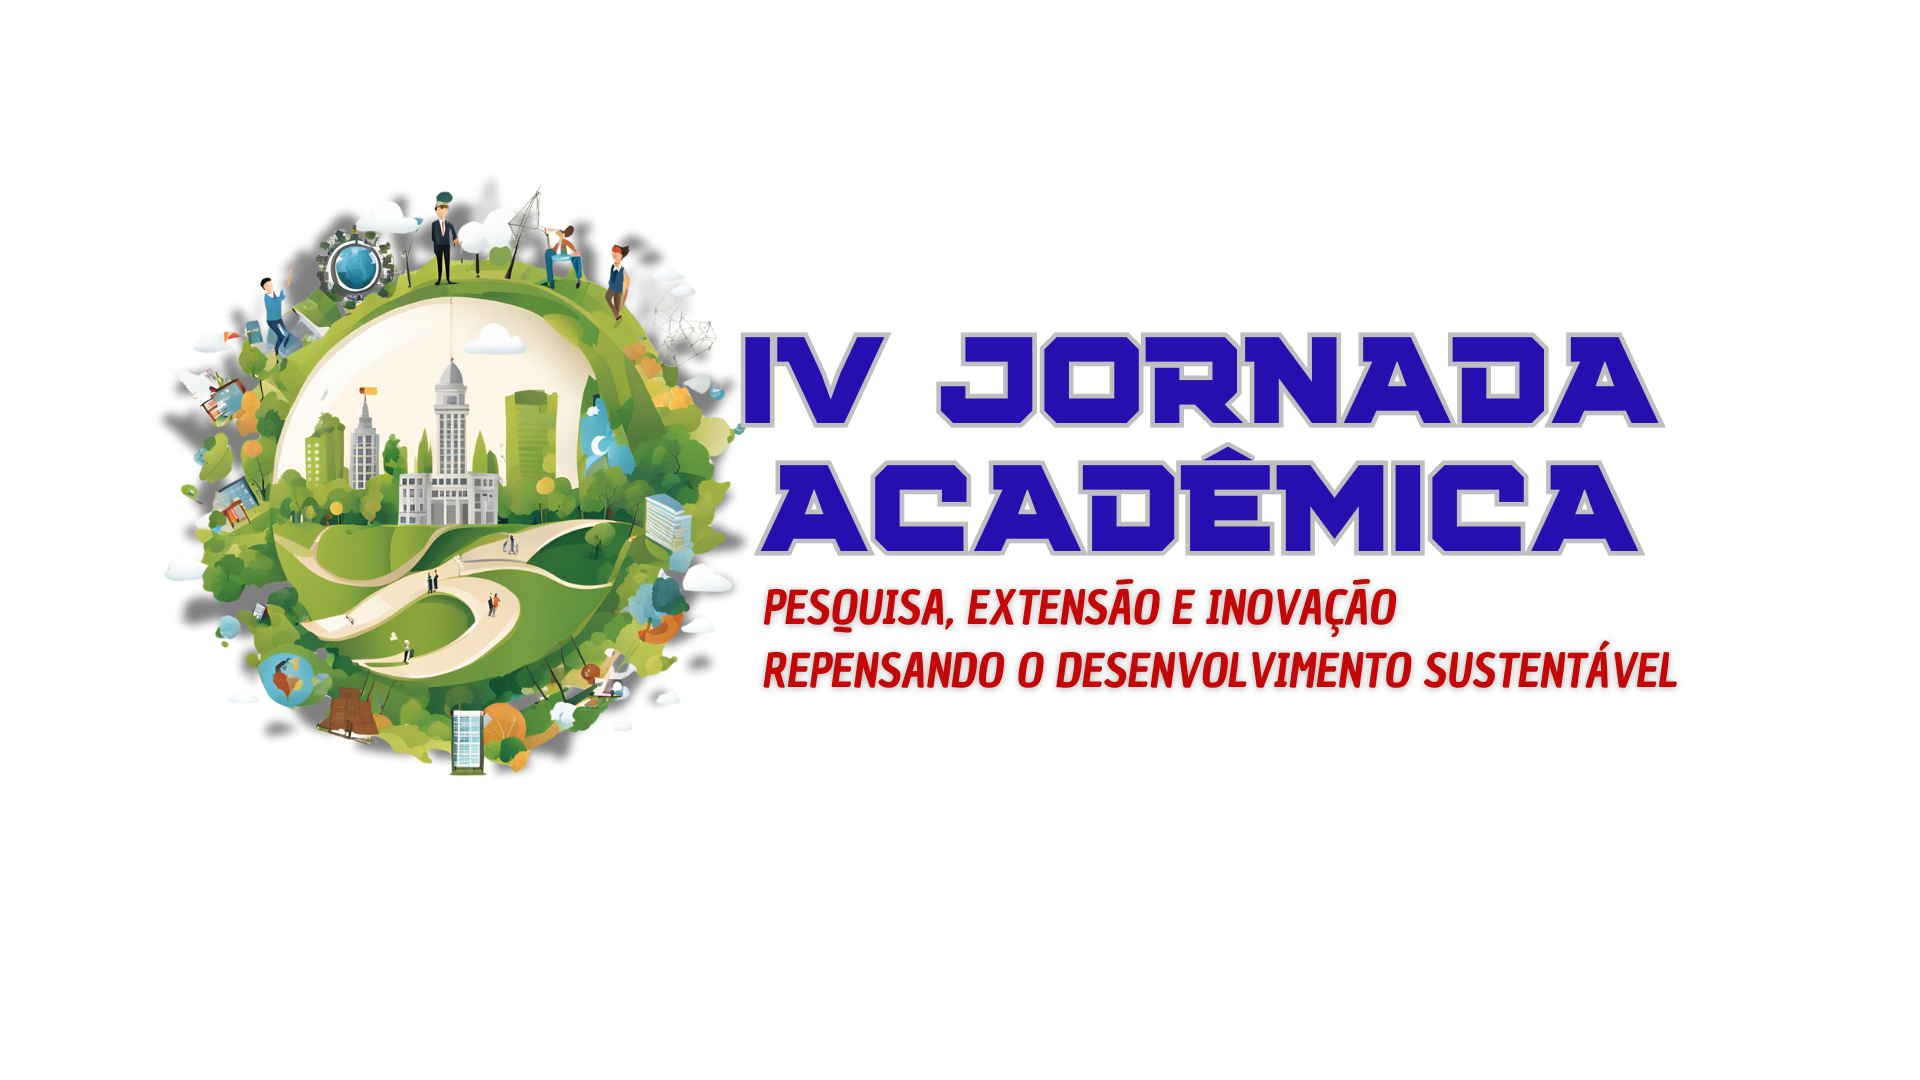 IV JORNADA
ACADÊMICA
PESQUISA, EXTENSÃO E INOVAÇÃO
REPENSANDO O DESENVOLVIMENTO SUSTENTÁVEL